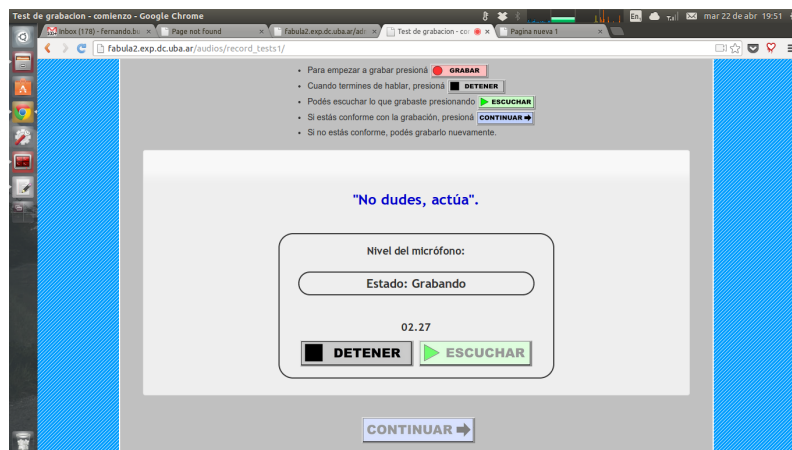 Test de grabacion - comienzo - Google Chrome
En
mar 22 de abr 19:51
Inbox (178) - fernando.bu
Page not found
fabula2.exp.dc.uba.ar/adm
Test de grabacion - co
Pagina nueva 1
fabula2.exp.dc.uba.ar/audios/record_tests1/
Para empezar a grabar presioná GRABAR
Cuando termines de hablar, presioná DETENER
Podés escuchar lo que grabaste presionando ESCUCHAR
Si estás conforme con la grabación, presioná CONTINUAR
Si no estás conforme, podés grabarlo nuevamente.
"No dudes, actúa".
Nivel del micrófono:
Estado: Grabando
02.27
DETENER
ESCUCHAR
CONTINUAR